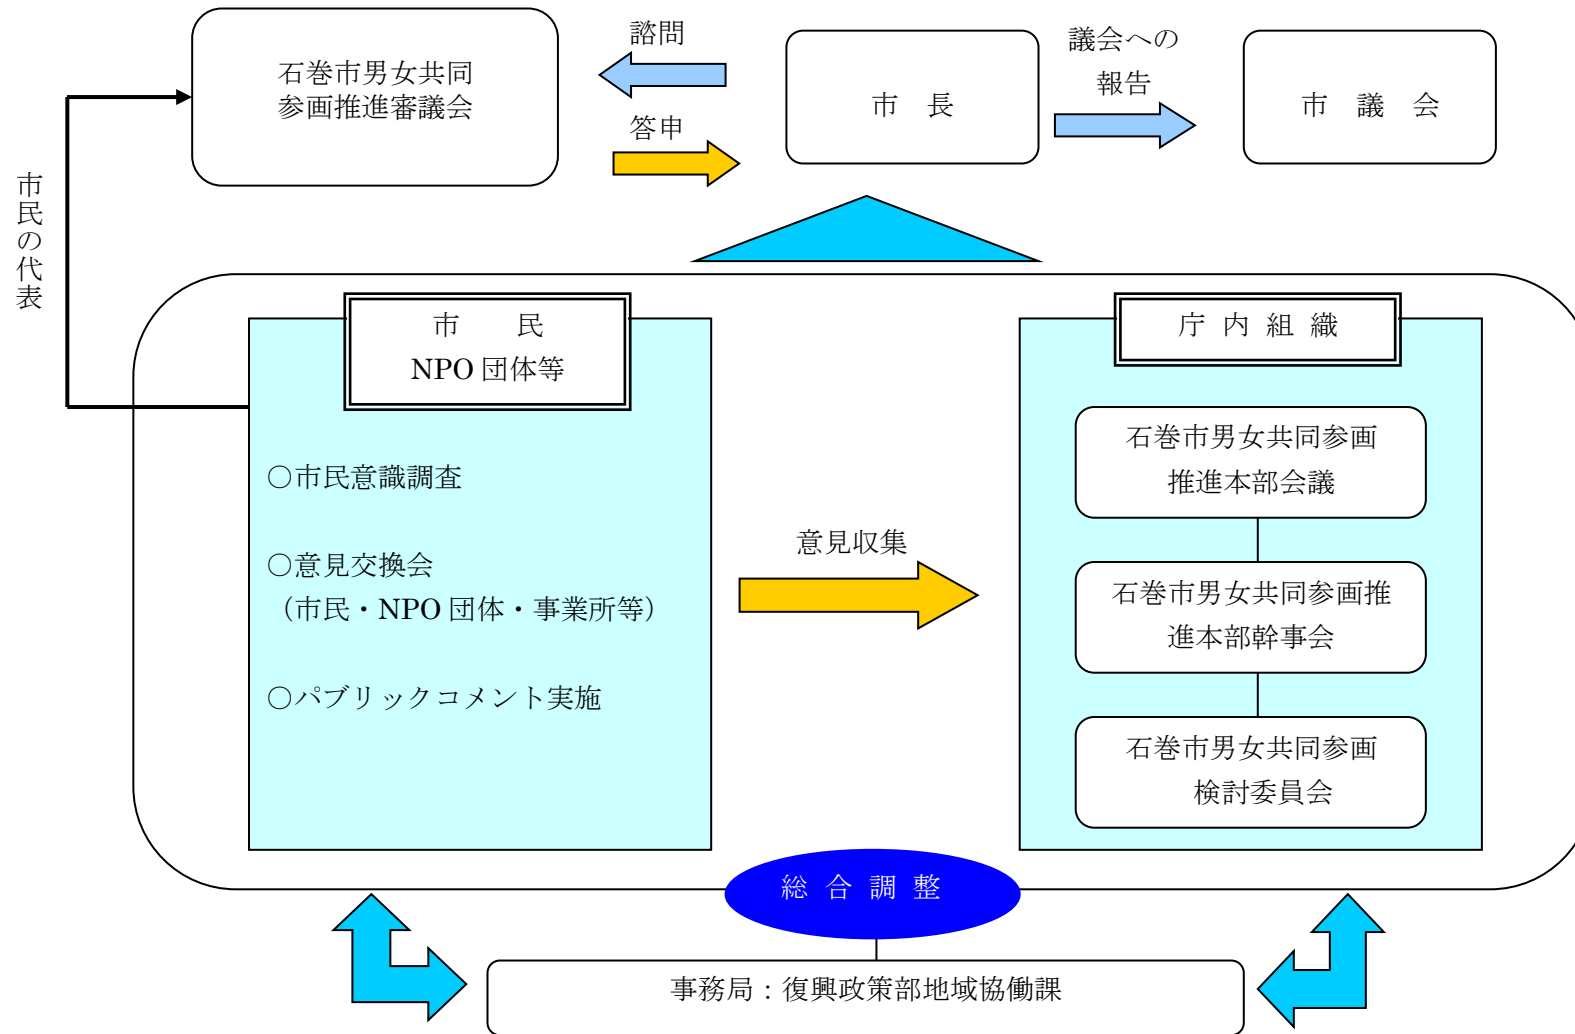 石巻市男女共同
参画推進審議会
諮問
答申
市　長
議会への
報告
市　議　会
市民の代表
市　　民
NPO 団体等
○市民意識調査
○意見交換会
（市民・NPO 団体・事業所等）
○パブリックコメント実施
意見収集
庁 内 組 織
石巻市男女共同参画
推進本部会議
石巻市男女共同参画推
進本部幹事会
石巻市男女共同参画
検討委員会
総 合 調 整
事務局：復興政策部地域協働課